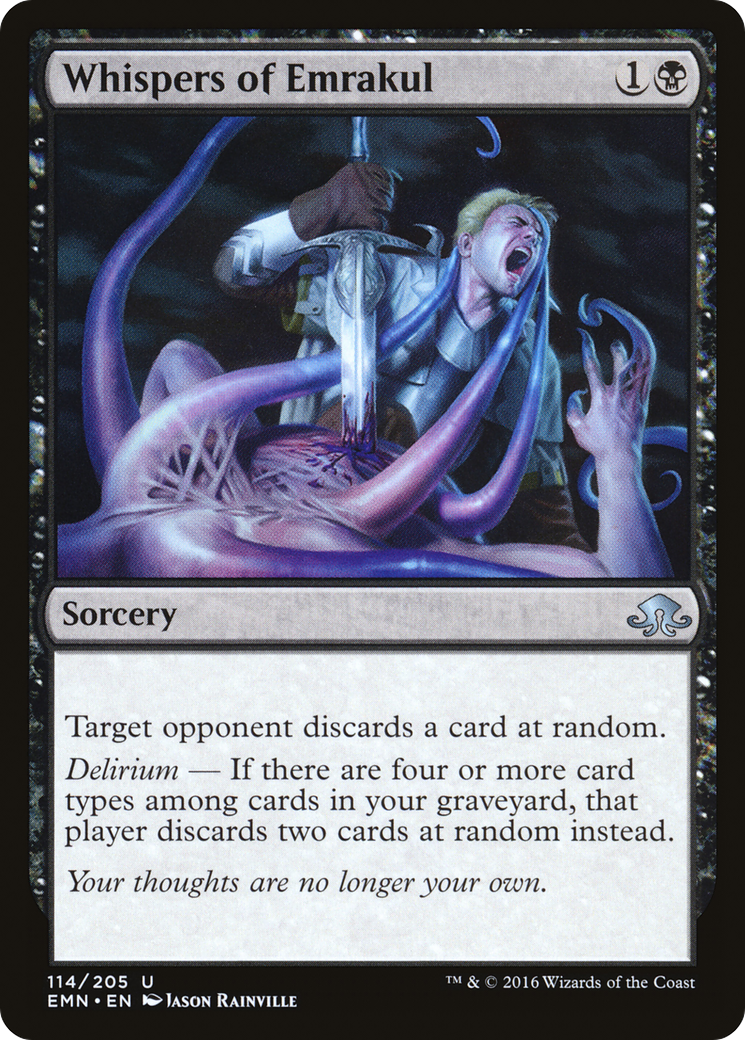 Whispers of Emrakul 1
Sorcery
Target opponent discards a card at random.
Delirium — If there are four or more card
types among cards in your graveyard, that
player discards two cards at random instead.
Your thoughts are no longer your own.
114/205 U
EMN • EN Jason Rainville
™ & © 2016 Wizards of the Coast